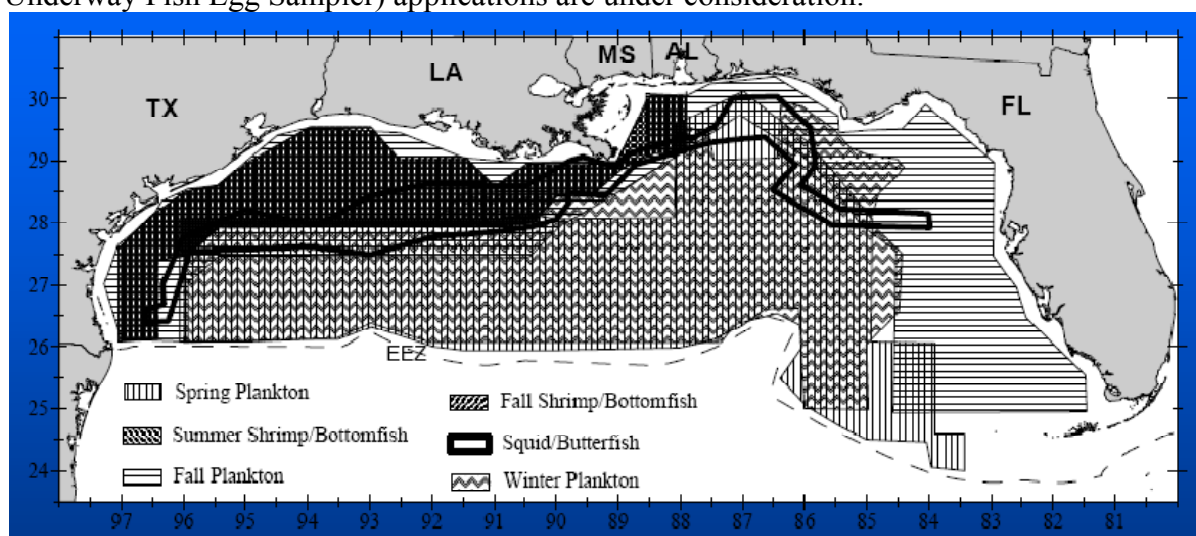 Underway Fish Egg Sampler) applications are under consideration.
MS AL
LA
TX
FL
30
29
28
27
26
EEZ
25
24
Spring Plankton
Fall Shrimp/Bottomfish
Summer Shrimp/Bottomfish
Squid/Butterfish
Fall Plankton
Winter Plankton
97 96 95 94 93 92 91 90 89 88 87 86 85 84 83 82 81